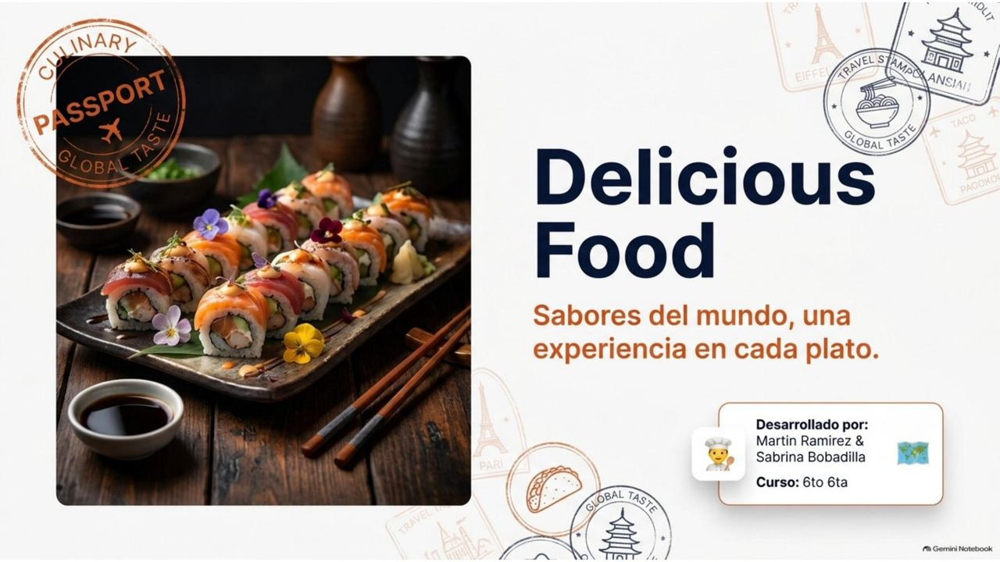 CULINARY
PASSPORT
GLOBAL TASTE
EIFFEL
TRAVEL STAMP
GLOBAL TASTE
TACO
Delicious
Food
Sabores del mundo, una
experiencia en cada plato.
PARI
Desarrollado por:
Martin Ramirez &
Sabrina Bobadilla
Curso: 6to 6ta
GLOBAL TASTE
Gemini Notebook